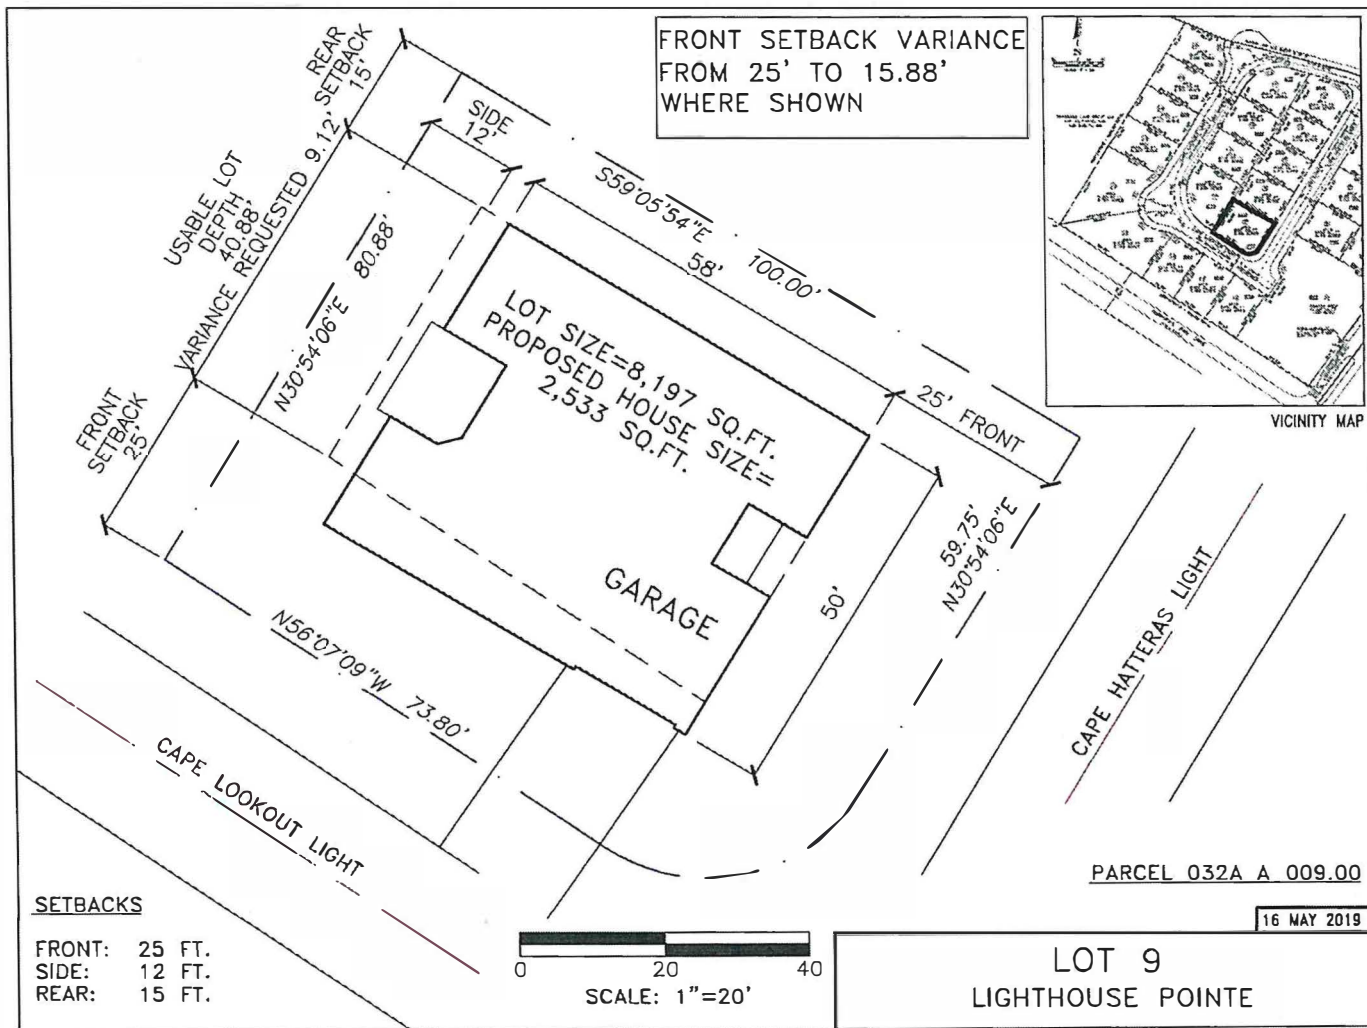 FRONT SETBACK VARIANCE
FROM 25' TO 15.88'
WHERE SHOWN
REAR
SETBACK
15'
SIDE
12'
S59°05'54"E 100.00'
58'
USABLE LOT
DEPTH
40.88'
VARIANCE REQUESTED 9.12'
N30°54'06"E 80.88'
LOT SIZE=8,197 SQ.FT.
PROPOSED HOUSE SIZE=
2,533 SQ.FT.
25' FRONT
VICINITY MAP
FRONT
SETBACK
25'
59.75'
N30°54'06"E
50'
GARAGE
N56°07'09"W 73.80'
CAPE HATTERAS LIGHT
CAPE LOOKOUT LIGHT
PARCEL 032A A 009.00
SETBACKS
FRONT: 25 FT.
SIDE: 12 FT.
REAR: 15 FT.
0 20 40
SCALE: 1"=20'
16 MAY 2019
LOT 9
LIGHTHOUSE POINTE